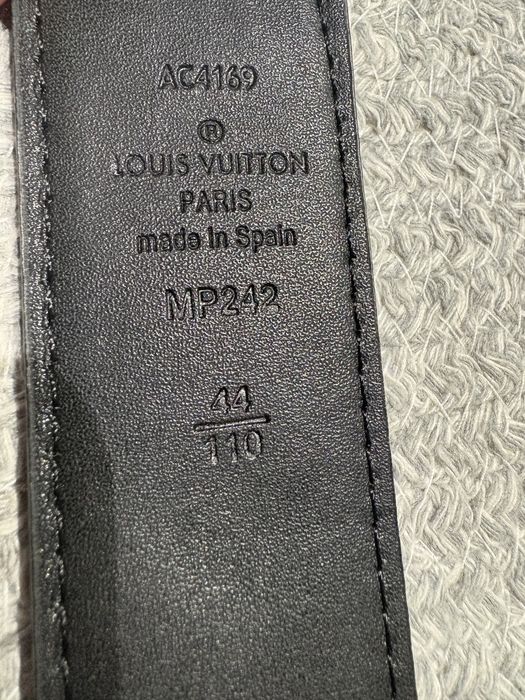 AC4169
®
LOUIS VUITTON
PARIS
made in Spain
MP242
44
110